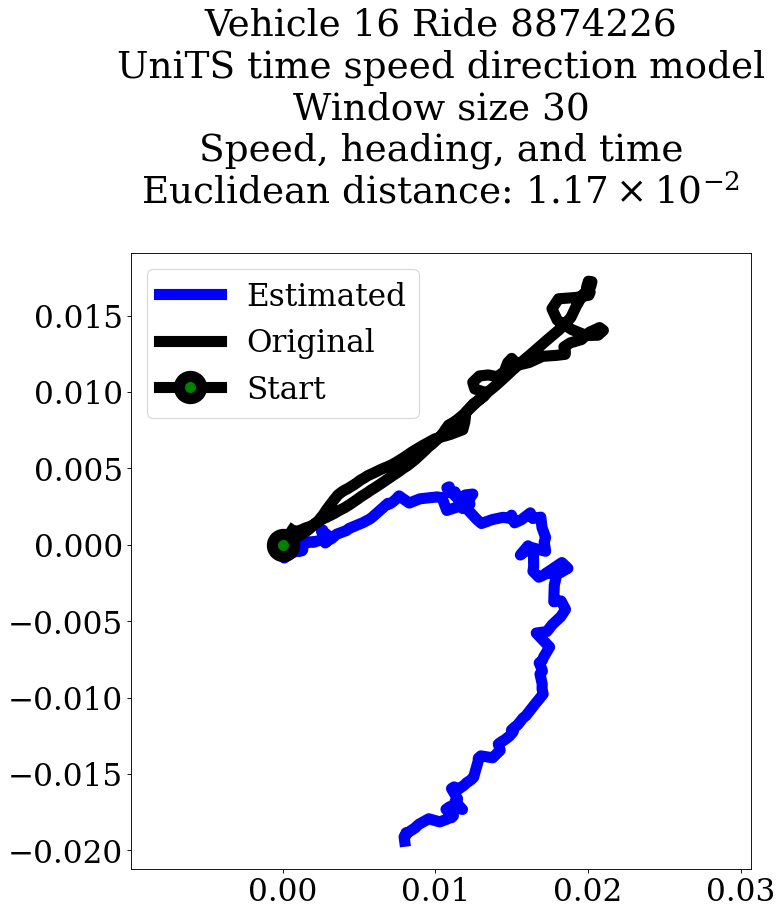 Vehicle 16 Ride 8874226
UniTS time speed direction model
Window size 30
Speed, heading, and time
Euclidean distance: 1.17 × 10⁻²
Estimated
Original
Start
0.015
0.010
0.005
0.000
−0.005
−0.010
−0.015
−0.020
0.00 0.01 0.02 0.03